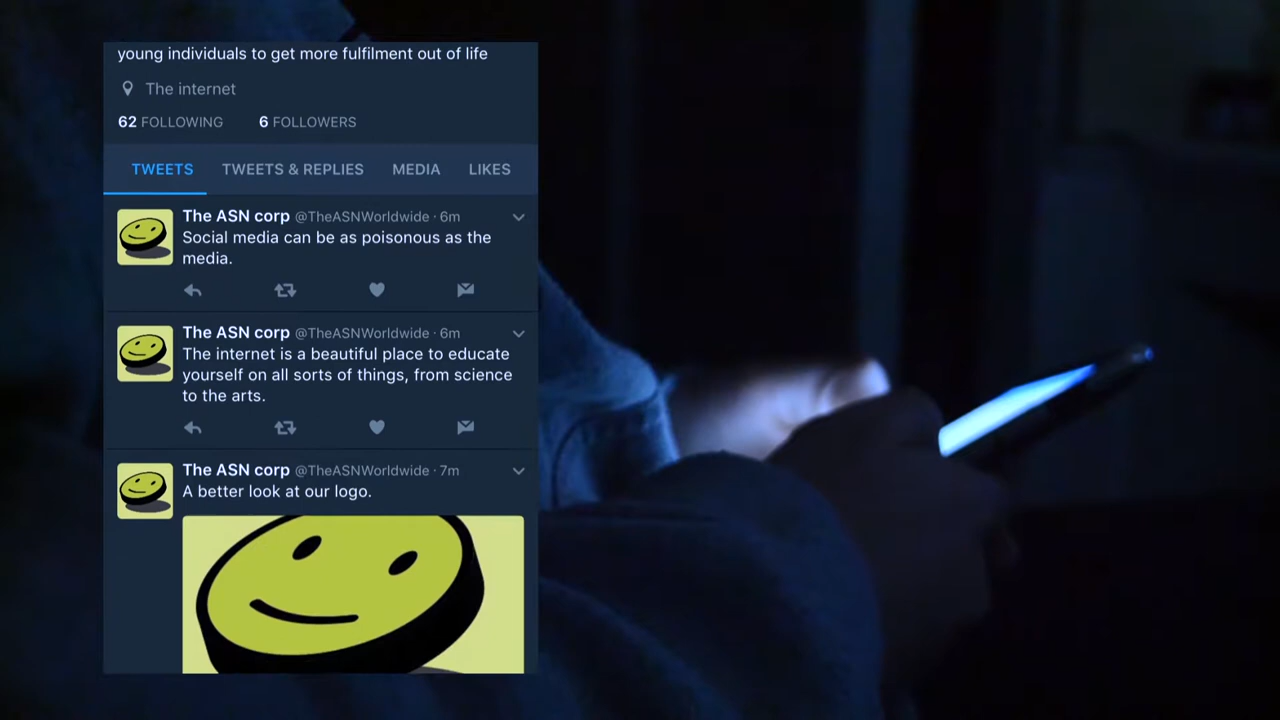 young individuals to get more fulfilment out of life
The internet
62 FOLLOWING 6 FOLLOWERS
TWEETS TWEETS & REPLIES MEDIA LIKES
The ASN corp @TheASNWorldwide · 6m
Social media can be as poisonous as the
media.
The ASN corp @TheASNWorldwide · 6m
The internet is a beautiful place to educate
yourself on all sorts of things, from science
to the arts.
The ASN corp @TheASNWorldwide · 7m
A better look at our logo.